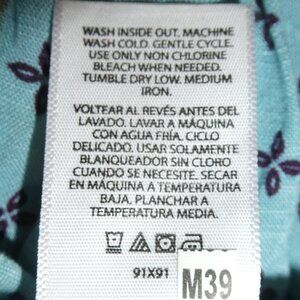 WASH INSIDE OUT. MACHINE
WASH COLD. GENTLE CYCLE.
USE ONLY NON CHLORINE
BLEACH WHEN NEEDED.
TUMBLE DRY LOW. MEDIUM
IRON.
VOLTEAR AL REVÉS ANTES DEL
LAVADO. LAVAR A MÁQUINA
CON AGUA FRÍA. CICLO
DELICADO. USAR SOLAMENTE
BLANQUEADOR SIN CLORO
CUANDO SE NECESITE. SECAR
EN MÁQUINA A TEMPERATURA
BAJA. PLANCHAR A
TEMPERATURA MEDIA.
91X91
M39